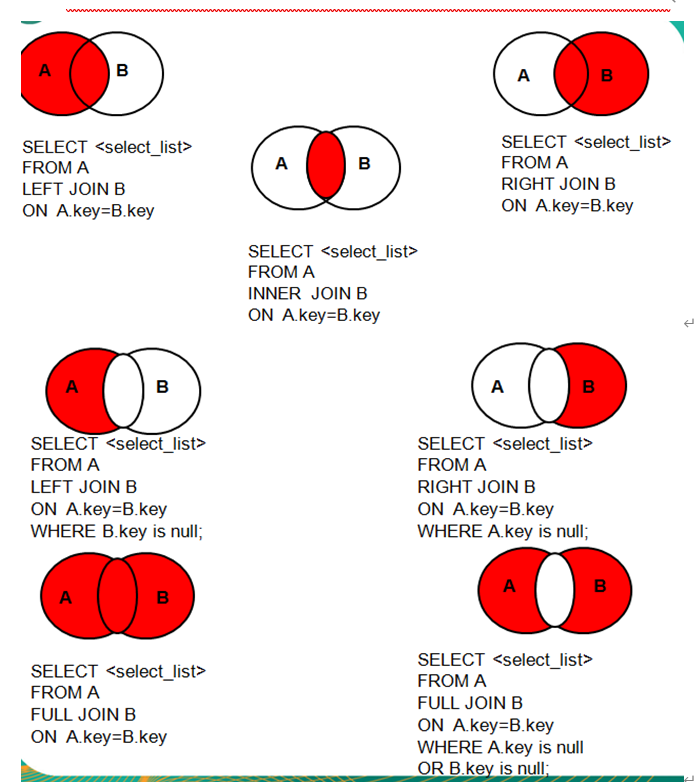 A B
SELECT <select_list>
FROM A
LEFT JOIN B
ON A.key=B.key
A B
SELECT <select_list>
FROM A
RIGHT JOIN B
ON A.key=B.key
A B
SELECT <select_list>
FROM A
INNER JOIN B
ON A.key=B.key
A B
SELECT <select_list>
FROM A
LEFT JOIN B
ON A.key=B.key
WHERE B.key is null;
A B
SELECT <select_list>
FROM A
RIGHT JOIN B
ON A.key=B.key
WHERE A.key is null;
A B
SELECT <select_list>
FROM A
FULL JOIN B
ON A.key=B.key
A B
SELECT <select_list>
FROM A
FULL JOIN B
ON A.key=B.key
WHERE A.key is null
OR B.key is null;